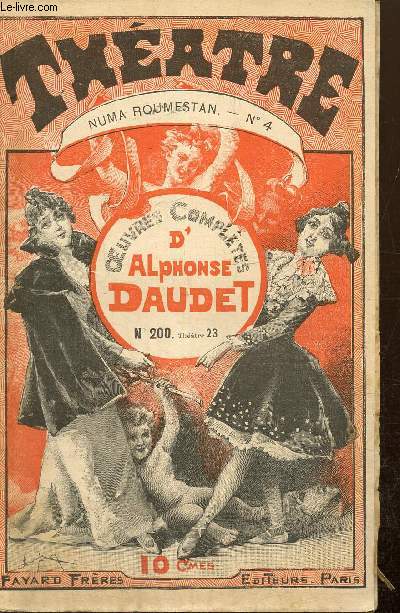 Le-livre.com
THÉATRE
NUMA ROUMESTAN. — N° 4
ŒUVRES COMPLÈTES
D'
ALPHONSE
DAUDET
N° 200. Théâtre 23
10 CMES
FAYARD FRÈRES EDITEURS. PARIS